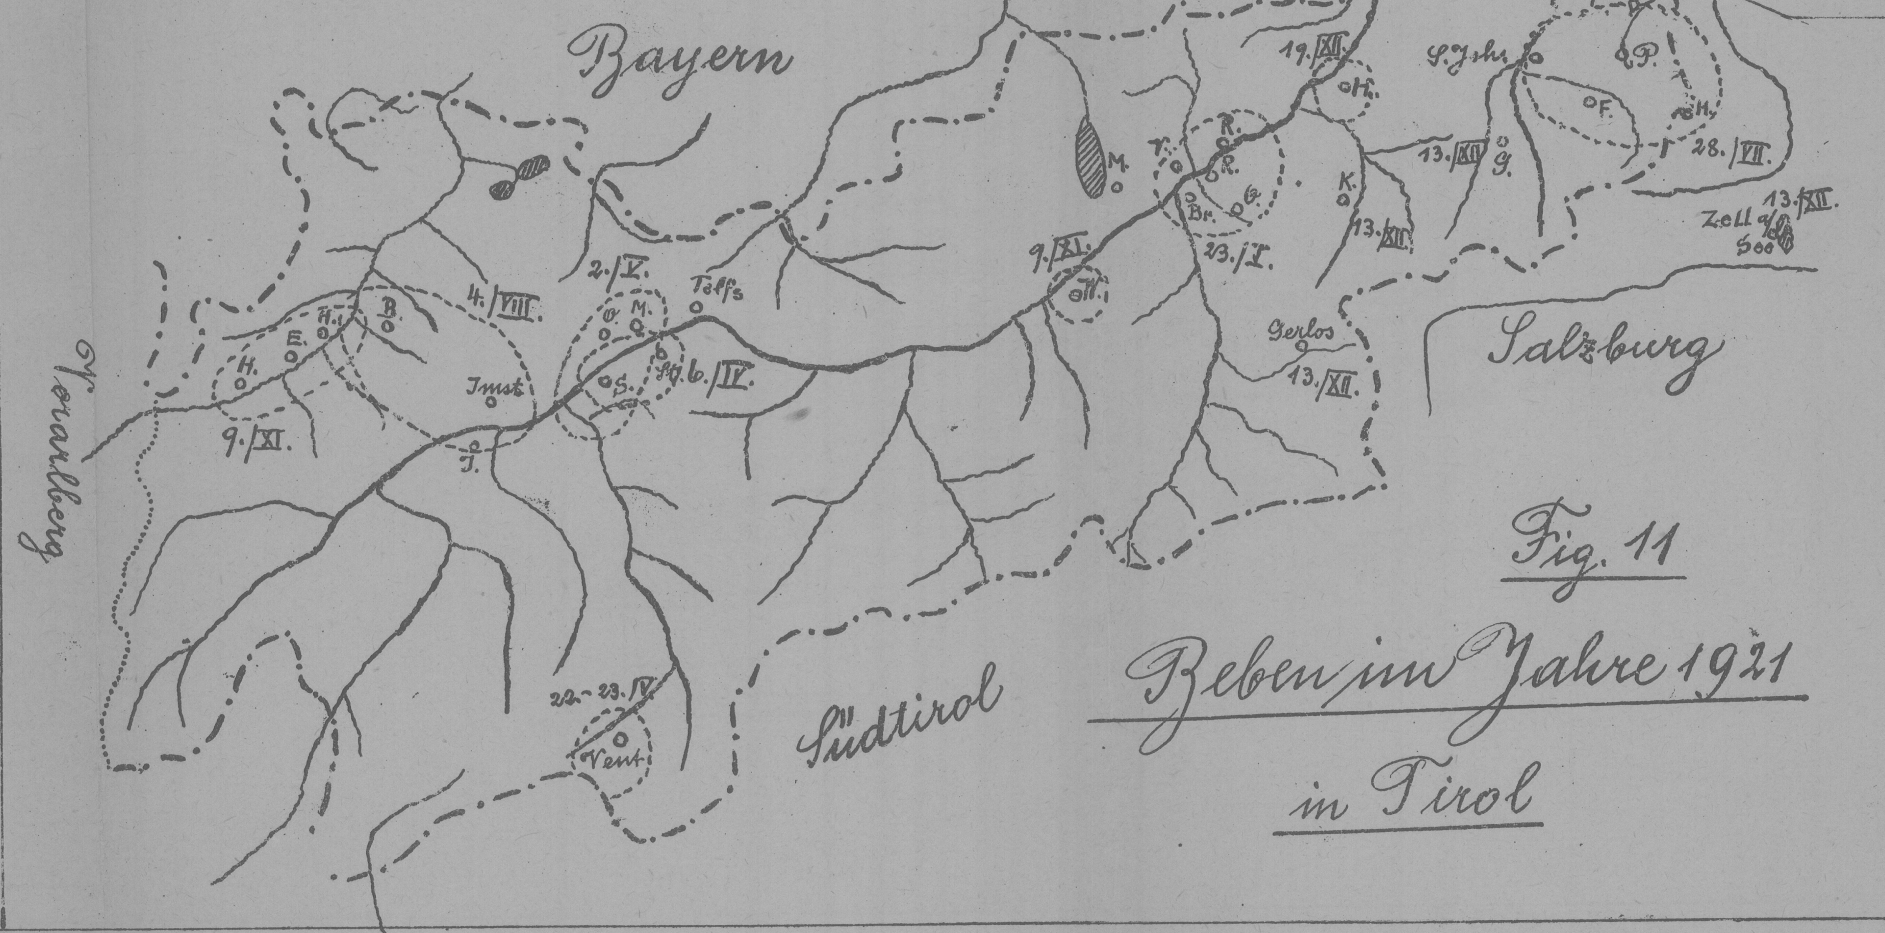 Bayern
19./XII.
H.
S. Joh.
P.
F.
H.
28./VII.
M.
V.
R.
R.
Br.
G.
23./I.
K.
13./XII.
13./XII.
G.
13./XII.
Zell a/d
See
9./XI.
W.
2./V.
Telfs
4./VIII.
O.
M.
S.
6./IV.
B.
H.
E.
H.
9./XI.
Imst
J.
Gerlos
13./XII.
Salzburg
Vorarlberg
22.-23./V.
Vent
Südtirol
Fig. 11
Beben im Jahre 1921
in Tirol